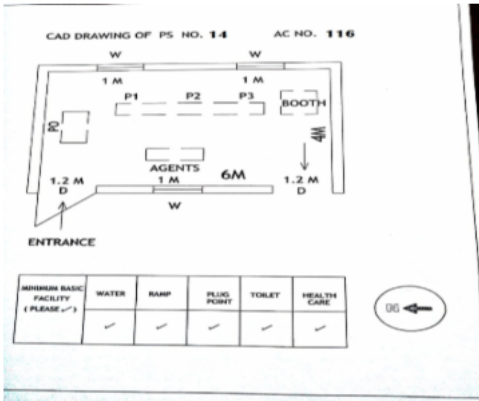 CAD DRAWING OF PS NO. 14 AC NO. 116
W W
1 M 1 M
P1 P2 P3
BOOTH
PO
4M
AGENTS
1.2 M 1 M 6M 1.2 M
D D
W
ENTRANCE
MINIMUM BASIC
FACILITY
( PLEASE ✓ )
WATER
RAMP
PLUG
POINT
TOILET
HEALTH
CARE
✓ ✓ ✓ ✓ ✓
N